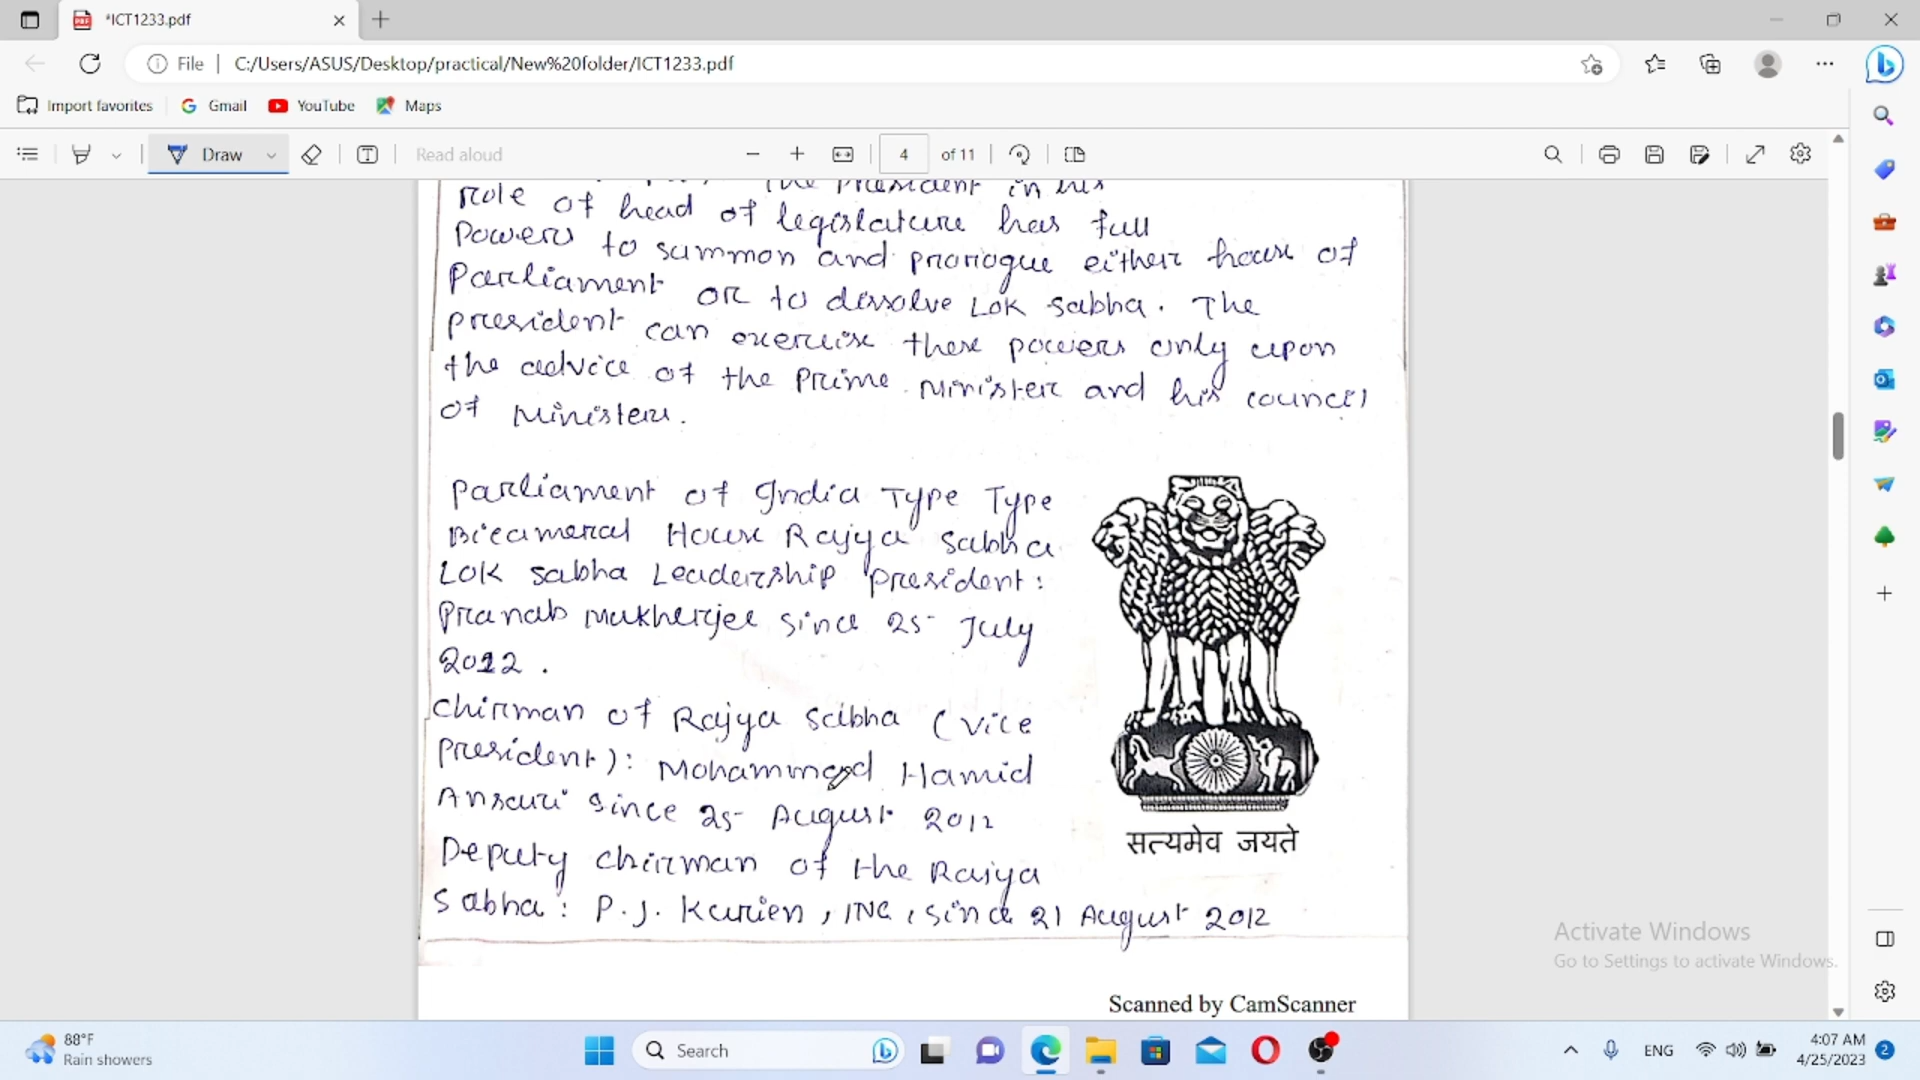 *ICT1233.pdf
File | C:/Users/ASUS/Desktop/practical/New%20folder/ICT1233.pdf
Import favorites Gmail YouTube Maps
Draw Read aloud 4 of 11
The President in his
role of head of legislature has full
Powers to summon and prorogue either house of
Parliament or to dissolve Lok Sabha. The
president can exercise these powers only upon
the advice of the Prime Minister and his council
of Ministers.
Parliament of India Type Type
Bicameral House Rajya Sabha
Lok Sabha Leadership President:
Pranab Mukherjee Since 25 July
2012.
Chirman of Rajya Sabha (Vice
President): Mohammad Hamid
Ansari Since 25 August 2012
Deputy chirman of the Rajya
Sabha: P.J. Kurien, INC, since 21 August 2012
सत्यमेव जयते
Scanned by CamScanner
Activate Windows
Go to Settings to activate Windows.
88°F
Rain showers
Search
ENG
4:07 AM
4/25/2023
2